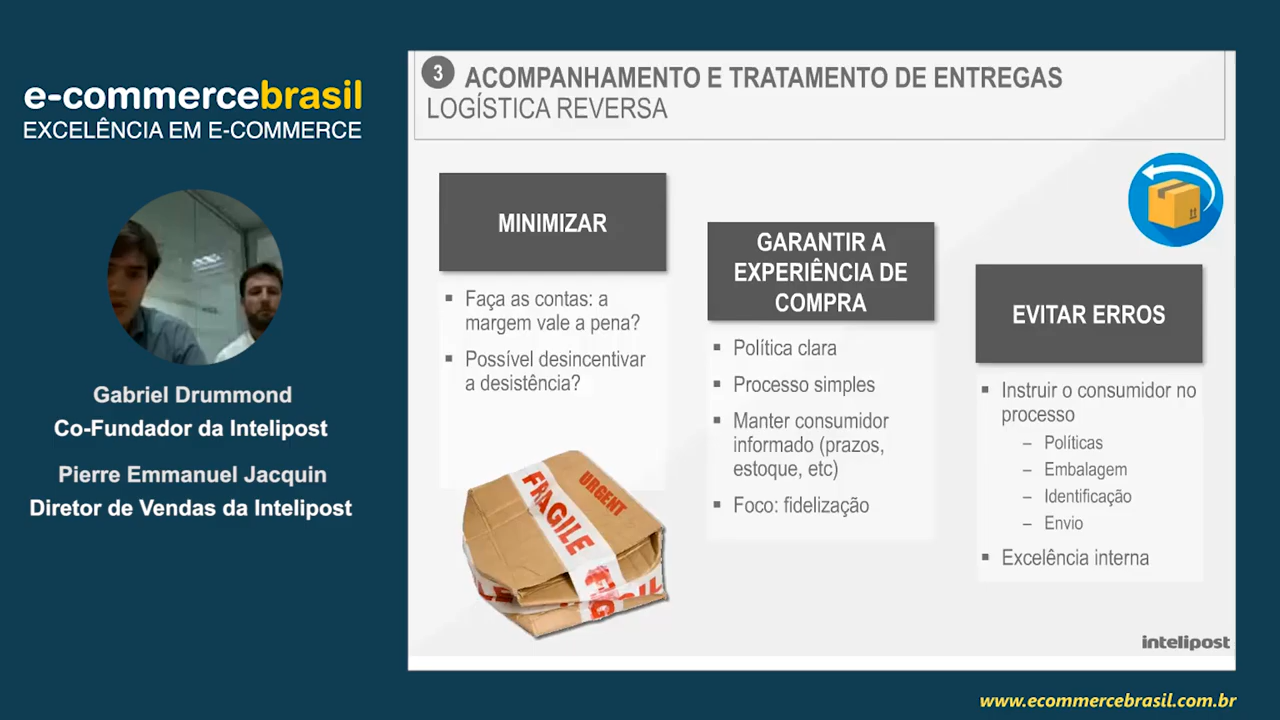 e-commercebrasil
EXCELÊNCIA EM E-COMMERCE
Gabriel Drummond
Co-Fundador da Intelipost
Pierre Emmanuel Jacquin
Diretor de Vendas da Intelipost
3 ACOMPANHAMENTO E TRATAMENTO DE ENTREGAS
LOGÍSTICA REVERSA
MINIMIZAR
▪ Faça as contas: a
margem vale a pena?
▪ Possível desincentivar
a desistência?
FRAGILE
URGENT
GARANTIR A
EXPERIÊNCIA DE
COMPRA
▪ Política clara
▪ Processo simples
▪ Manter consumidor
informado (prazos,
estoque, etc)
▪ Foco: fidelização
EVITAR ERROS
▪ Instruir o consumidor no
processo
– Políticas
– Embalagem
– Identificação
– Envio
▪ Excelência interna
intelipost
www.ecommercebrasil.com.br